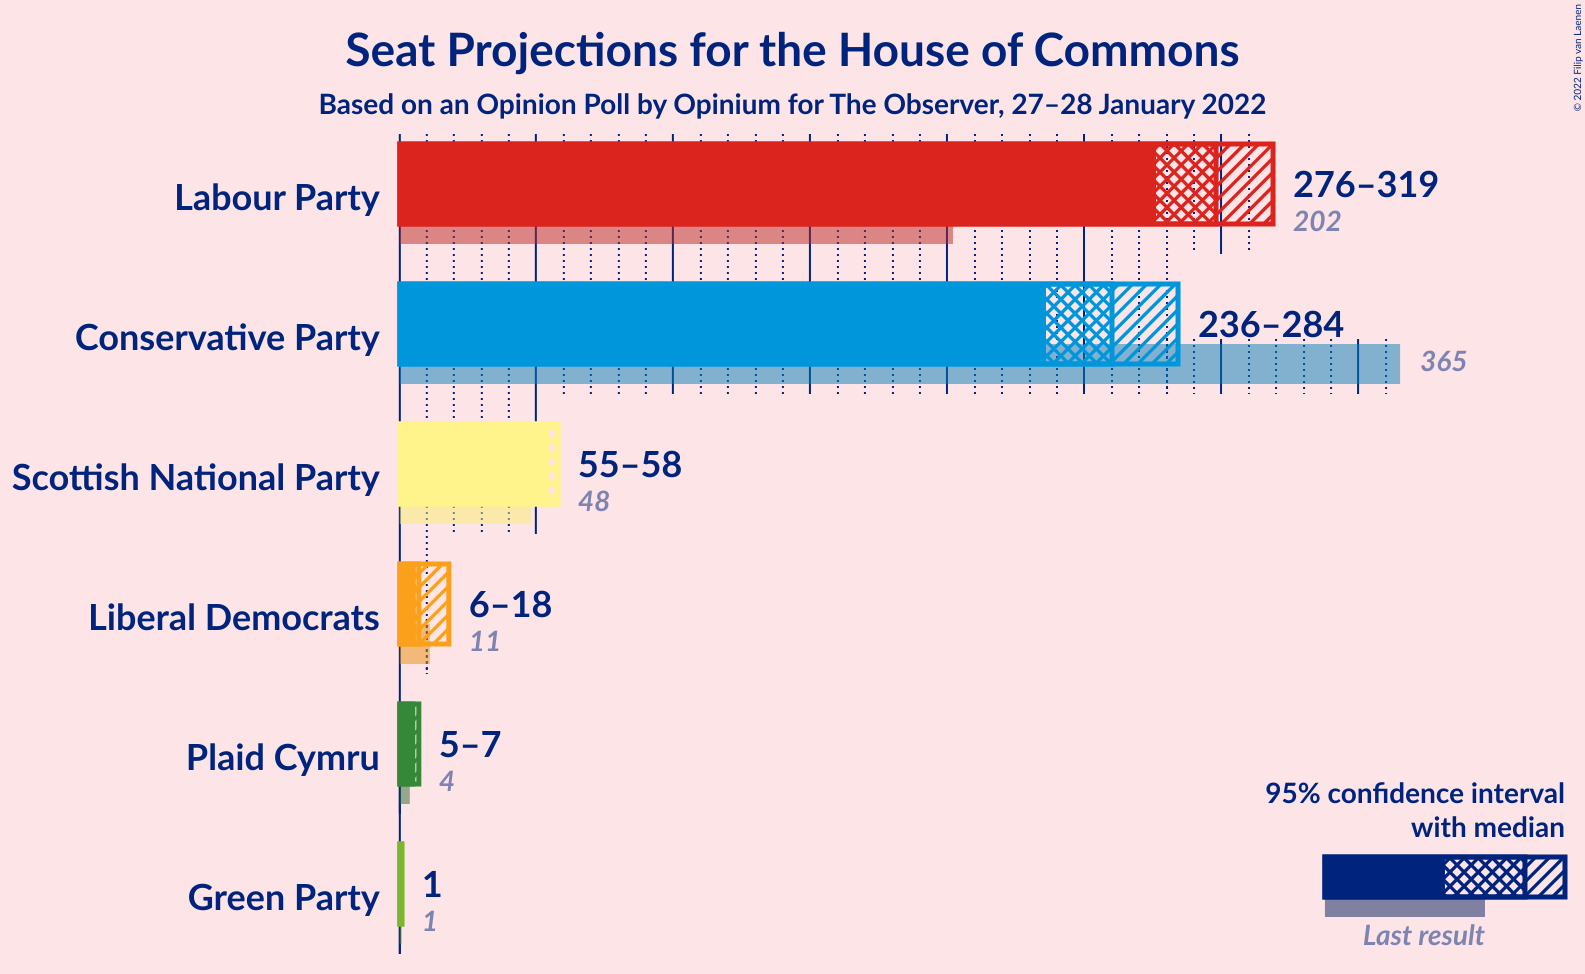 Seat Projections for the House of Commons
Based on an Opinion Poll by Opinium for The Observer, 27–28 January 2022
© 2022 Filip van Laenen
Labour Party
276–319
202
Conservative Party
236–284
365
Scottish National Party
55–58
48
Liberal Democrats
6–18
11
Plaid Cymru
5–7
4
Green Party
1
1
95% confidence interval
with median
Last result